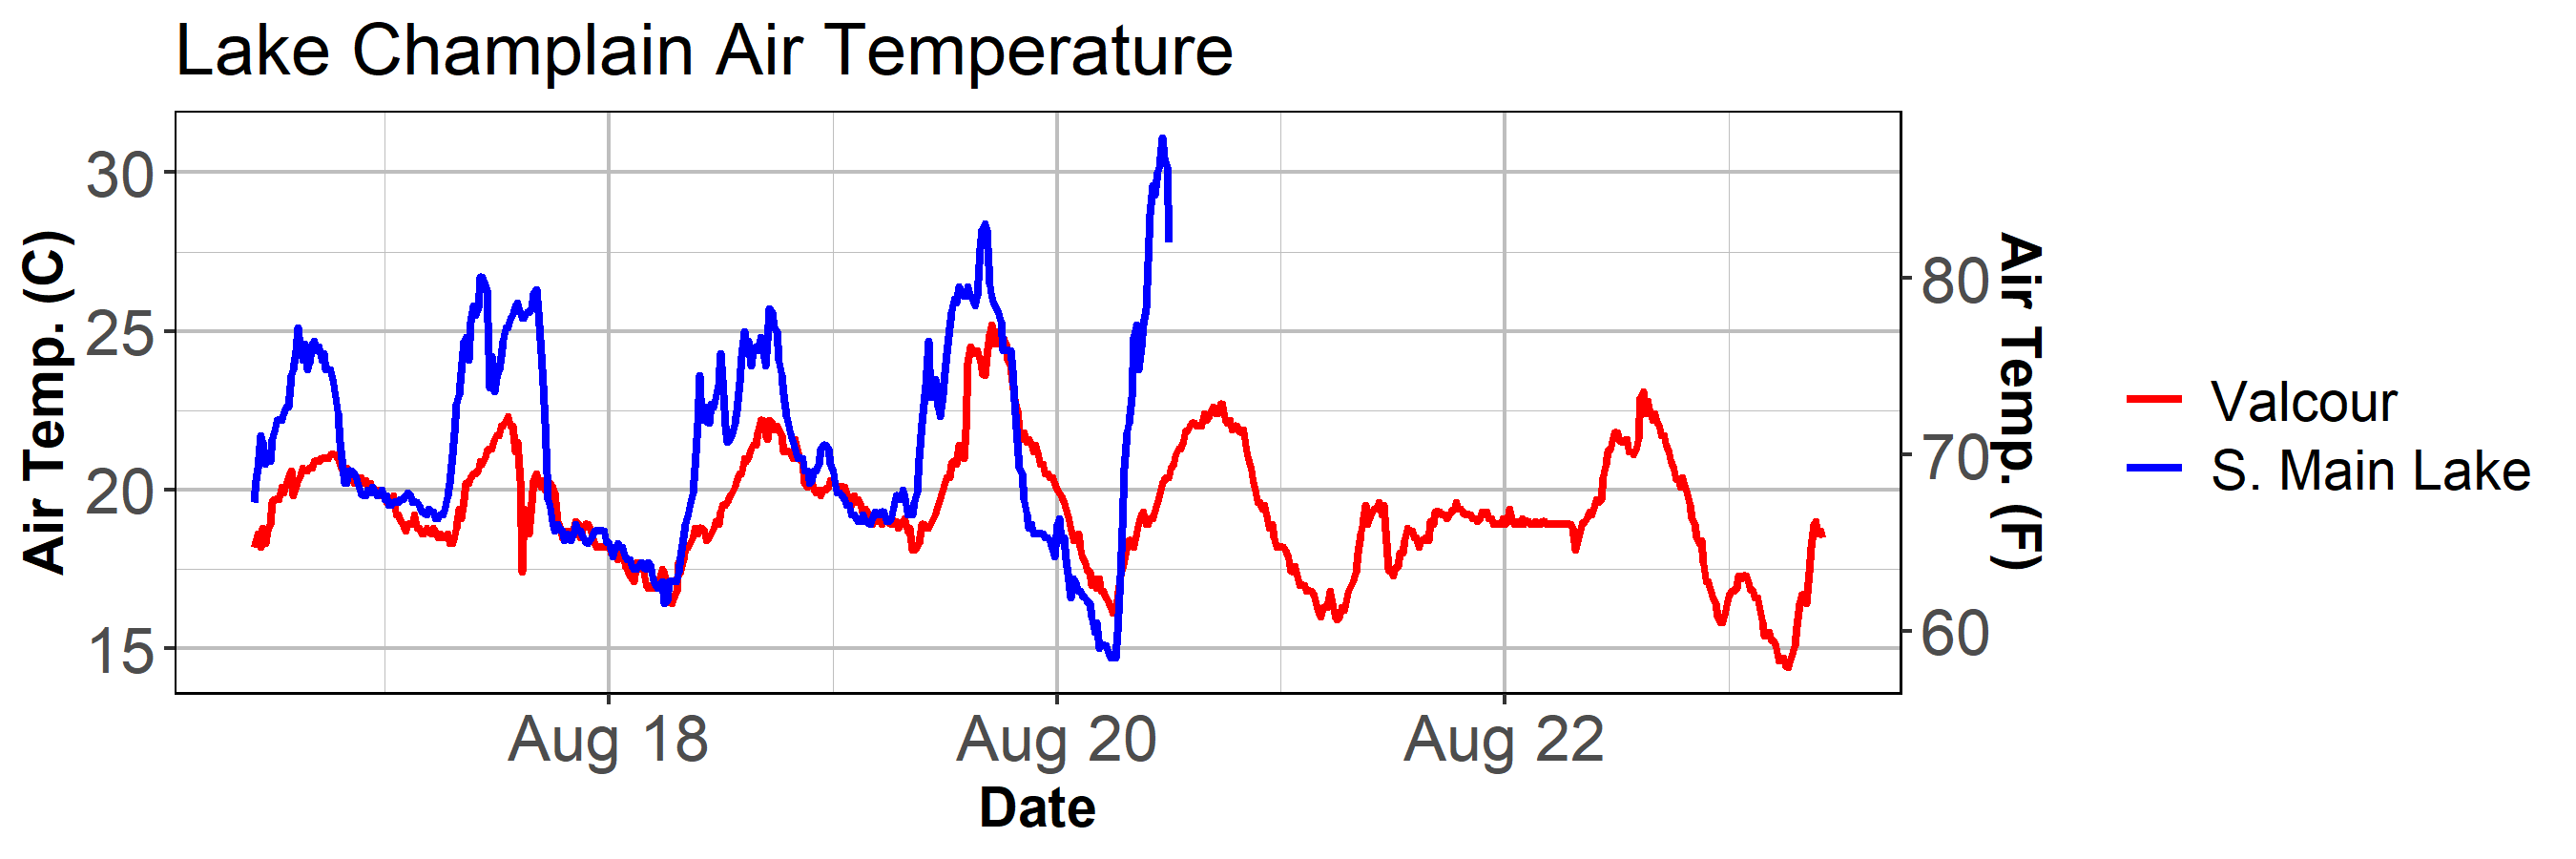 Lake Champlain Air Temperature
Air Temp. (C)
30
25
20
15
80
70
60
Air Temp. (F)
Aug 18
Aug 20
Aug 22
Date
Valcour
S. Main Lake